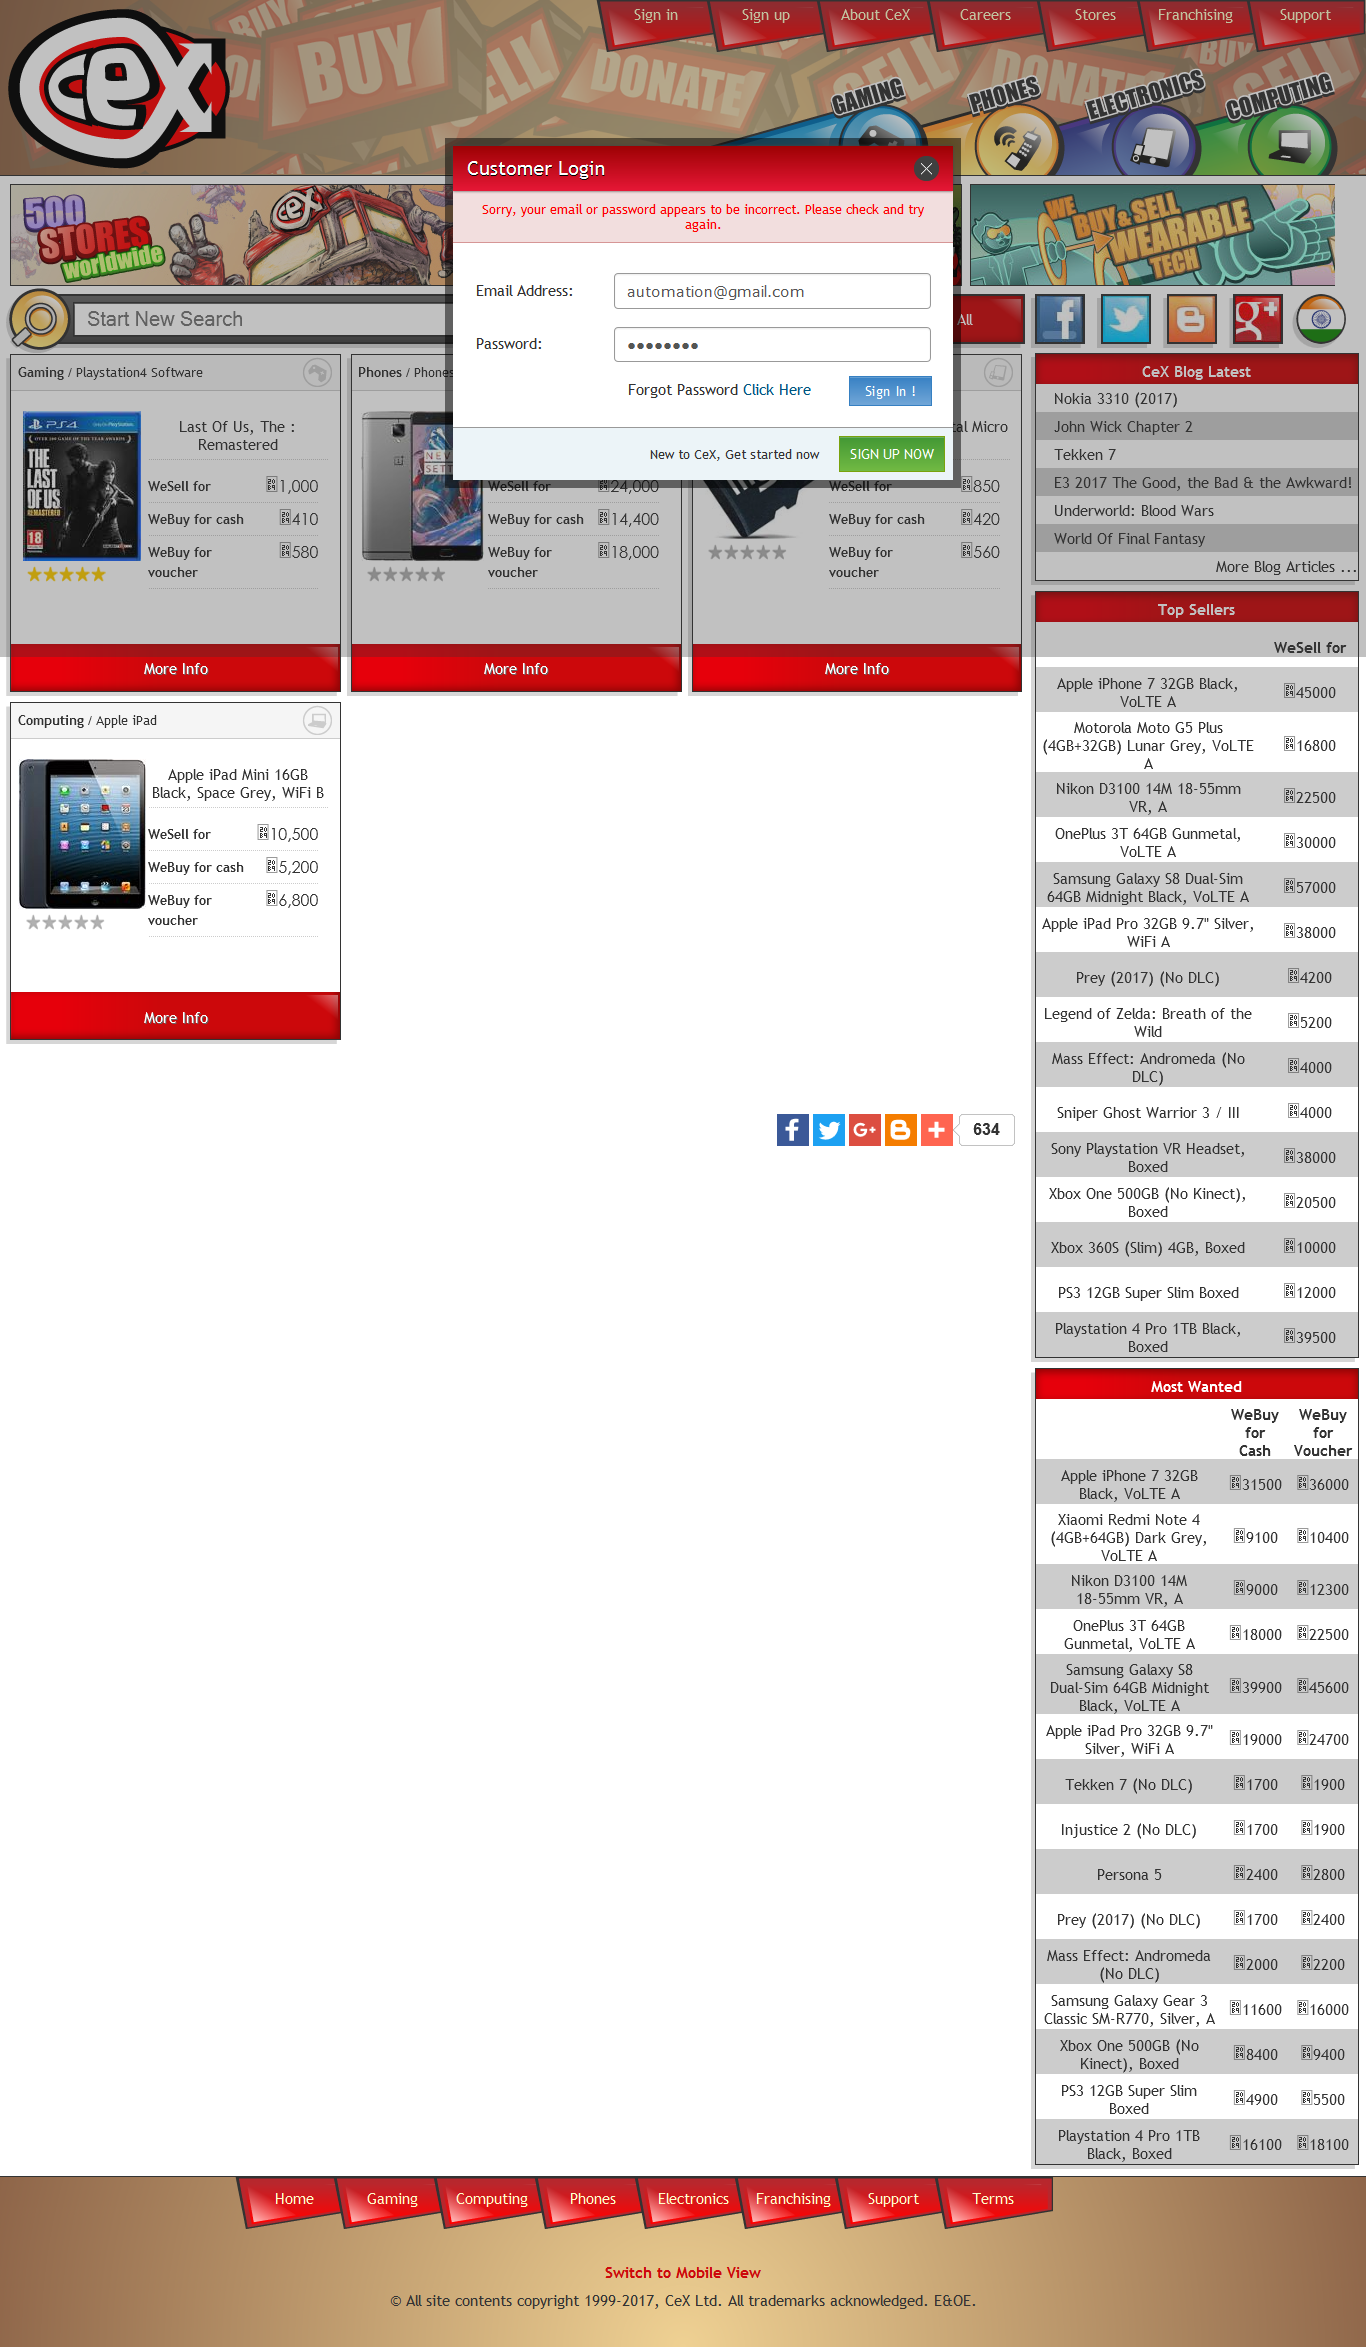 Sign in
Sign up
About CeX
Careers
Stores
Franchising
Support
cex
BUY
SELL
DONATE
SELL
DONATE
BUY
GAMING
PHONES
ELECTRONICS
COMPUTING
500
STORES
worldwide
cex
WE
BUY & SELL
WEARABLE
TECH
Customer Login
Sorry, your email or password appears to be incorrect. Please check and try
again.
Email Address:
automation@gmail.com
Password:
Forgot Password Click Here
Sign In !
New to CeX, Get started now
SIGN UP NOW
Start New Search
All
Gaming / Playstation4 Software
PS4
THE LAST OF US
REMASTERED
18
Last Of Us, The :
Remastered
WeSell for 1,000
WeBuy for cash 410
WeBuy for voucher 580
More Info
Phones / Phones
NEVER
SETT
WeSell for 24,000
WeBuy for cash 14,400
WeBuy for voucher 18,000
More Info
tal Micro
WeSell for 850
WeBuy for cash 420
WeBuy for voucher 560
More Info
Computing / Apple iPad
Apple iPad Mini 16GB
Black, Space Grey, WiFi B
WeSell for 10,500
WeBuy for cash 5,200
WeBuy for voucher 6,800
More Info
634
CeX Blog Latest
Nokia 3310 (2017)
John Wick Chapter 2
Tekken 7
E3 2017 The Good, the Bad & the Awkward!
Underworld: Blood Wars
World Of Final Fantasy
More Blog Articles ...
Top Sellers
WeSell for
Apple iPhone 7 32GB Black, VoLTE A 45000
Motorola Moto G5 Plus (4GB+32GB) Lunar Grey, VoLTE A 16800
Nikon D3100 14M 18-55mm VR, A 22500
OnePlus 3T 64GB Gunmetal, VoLTE A 30000
Samsung Galaxy S8 Dual-Sim 64GB Midnight Black, VoLTE A 57000
Apple iPad Pro 32GB 9.7" Silver, WiFi A 38000
Prey (2017) (No DLC) 4200
Legend of Zelda: Breath of the Wild 5200
Mass Effect: Andromeda (No DLC) 4000
Sniper Ghost Warrior 3 / III 4000
Sony Playstation VR Headset, Boxed 38000
Xbox One 500GB (No Kinect), Boxed 20500
Xbox 360S (Slim) 4GB, Boxed 10000
PS3 12GB Super Slim Boxed 12000
Playstation 4 Pro 1TB Black, Boxed 39500
Most Wanted
WeBuy for Cash
WeBuy for Voucher
Apple iPhone 7 32GB Black, VoLTE A 31500 36000
Xiaomi Redmi Note 4 (4GB+64GB) Dark Grey, VoLTE A 9100 10400
Nikon D3100 14M 18-55mm VR, A 9000 12300
OnePlus 3T 64GB Gunmetal, VoLTE A 18000 22500
Samsung Galaxy S8 Dual-Sim 64GB Midnight Black, VoLTE A 39900 45600
Apple iPad Pro 32GB 9.7" Silver, WiFi A 19000 24700
Tekken 7 (No DLC) 1700 1900
Injustice 2 (No DLC) 1700 1900
Persona 5 2400 2800
Prey (2017) (No DLC) 1700 2400
Mass Effect: Andromeda (No DLC) 2000 2200
Samsung Galaxy Gear 3 Classic SM-R770, Silver, A 11600 16000
Xbox One 500GB (No Kinect), Boxed 8400 9400
PS3 12GB Super Slim Boxed 4900 5500
Playstation 4 Pro 1TB Black, Boxed 16100 18100
Home
Gaming
Computing
Phones
Electronics
Franchising
Support
Terms
Switch to Mobile View
© All site contents copyright 1999-2017, CeX Ltd. All trademarks acknowledged. E&OE.